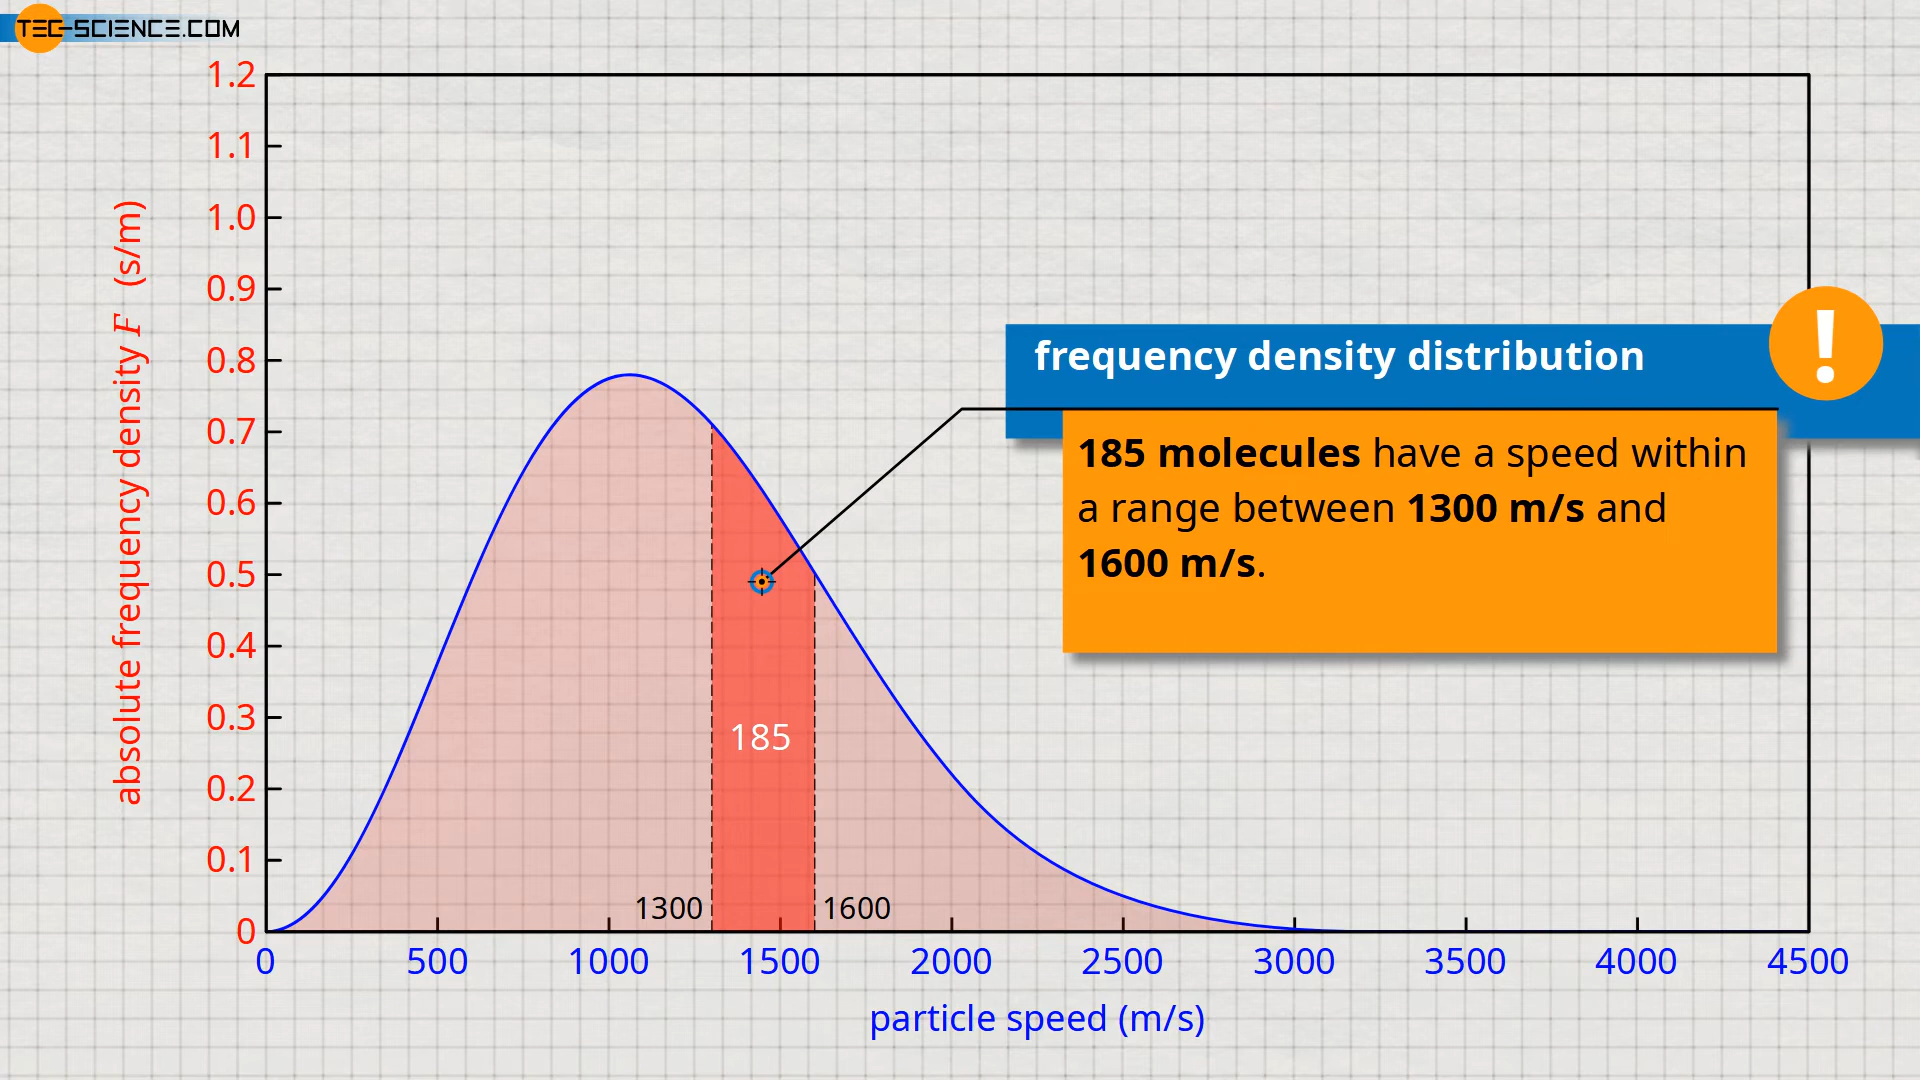 TEC-SCIENCE.COM
1.2
1.1
1.0
0.9
0.8
0.7
0.6
0.5
0.4
0.3
0.2
0.1
0
absolute frequency density F (s/m)
frequency density distribution
!
185 molecules have a speed within
a range between 1300 m/s and
1600 m/s.
185
1300 1600
0 500 1000 1500 2000 2500 3000 3500 4000 4500
particle speed (m/s)